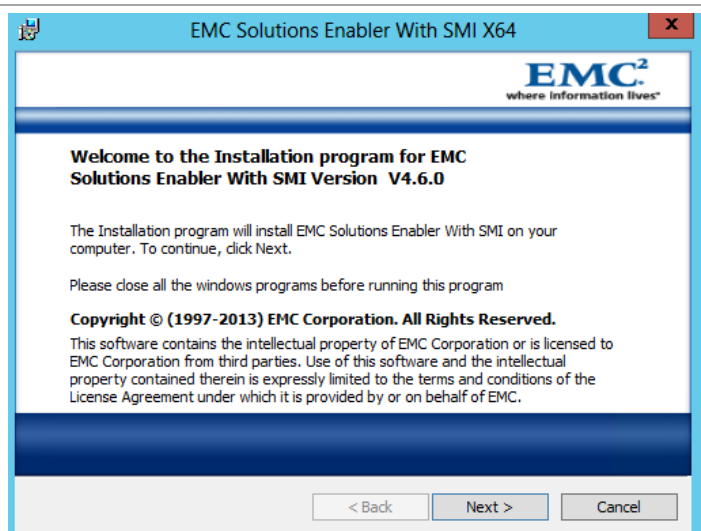 EMC Solutions Enabler With SMI X64
x
EMC²
where information lives®
Welcome to the Installation program for EMC
Solutions Enabler With SMI Version V4.6.0
The Installation program will install EMC Solutions Enabler With SMI on your
computer. To continue, click Next.
Please close all the windows programs before running this program
Copyright © (1997-2013) EMC Corporation. All Rights Reserved.
This software contains the intellectual property of EMC Corporation or is licensed to
EMC Corporation from third parties. Use of this software and the intellectual
property contained therein is expressly limited to the terms and conditions of the
License Agreement under which it is provided by or on behalf of EMC.
< Back Next > Cancel